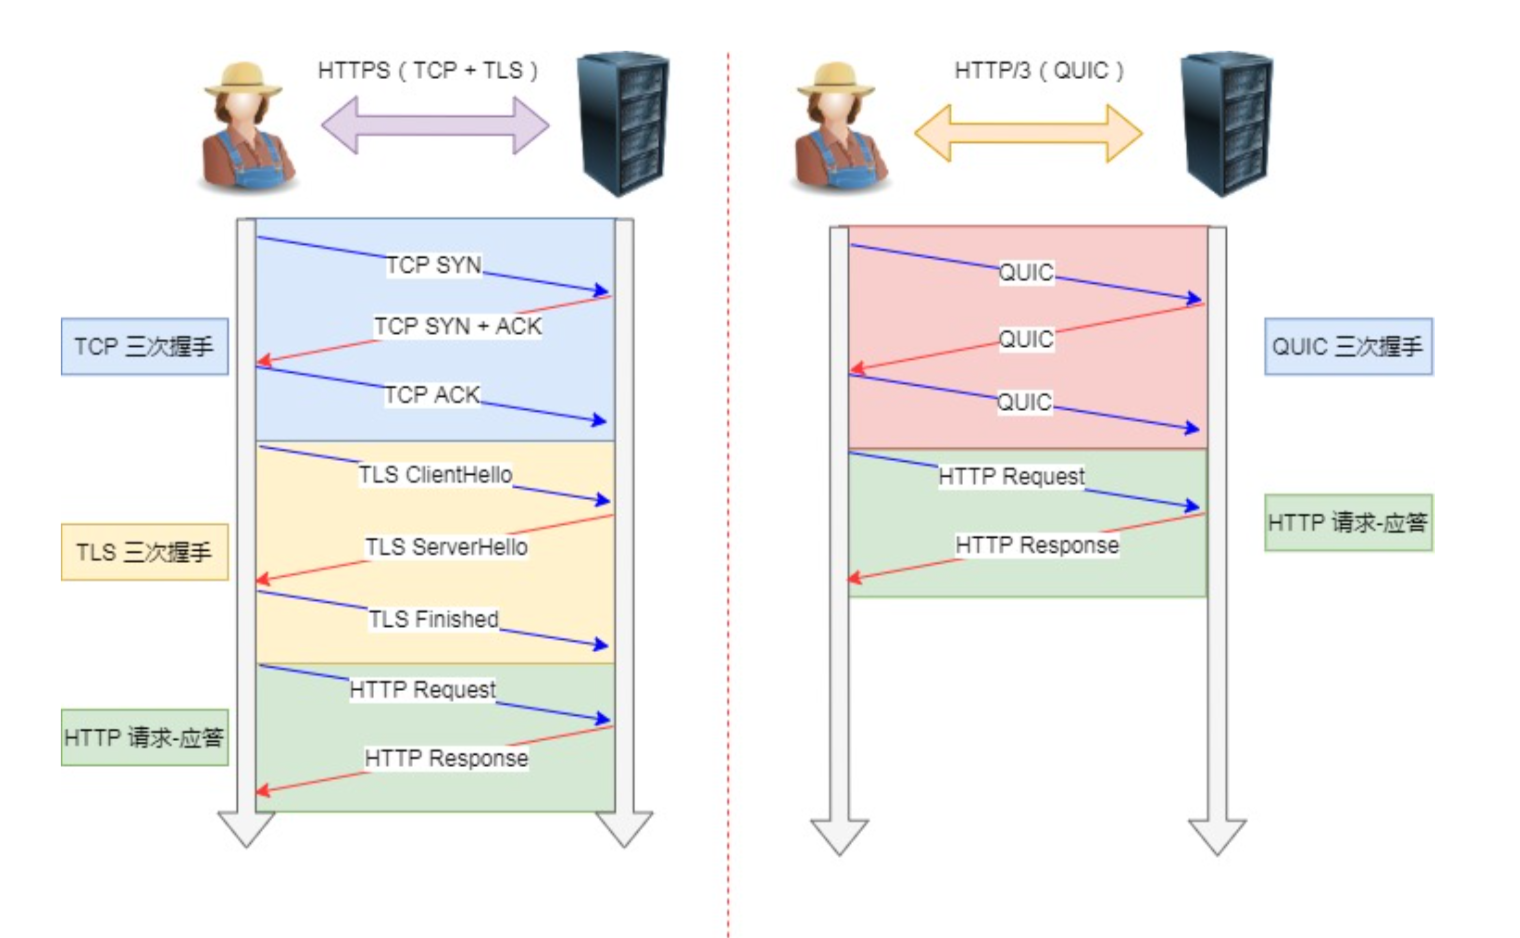 HTTPS ( TCP + TLS )
TCP SYN
TCP SYN + ACK
TCP 三次握手
TCP ACK
TLS ClientHello
TLS ServerHello
TLS 三次握手
TLS Finished
HTTP Request
HTTP 请求-应答
HTTP Response
HTTP/3 ( QUIC )
QUIC
QUIC
QUIC 三次握手
QUIC
HTTP Request
HTTP 请求-应答
HTTP Response